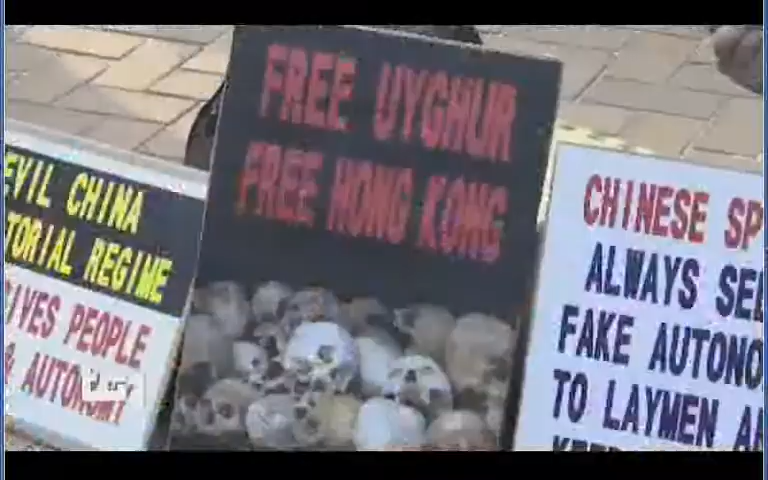 EVIL CHINA
TORIAL REGIME
IVES PEOPLE
& AUTONOMY
FREE UYGHUR
FREE HONG KONG
CHINESE SP
ALWAYS SEE
FAKE AUTONO
TO LAYMEN